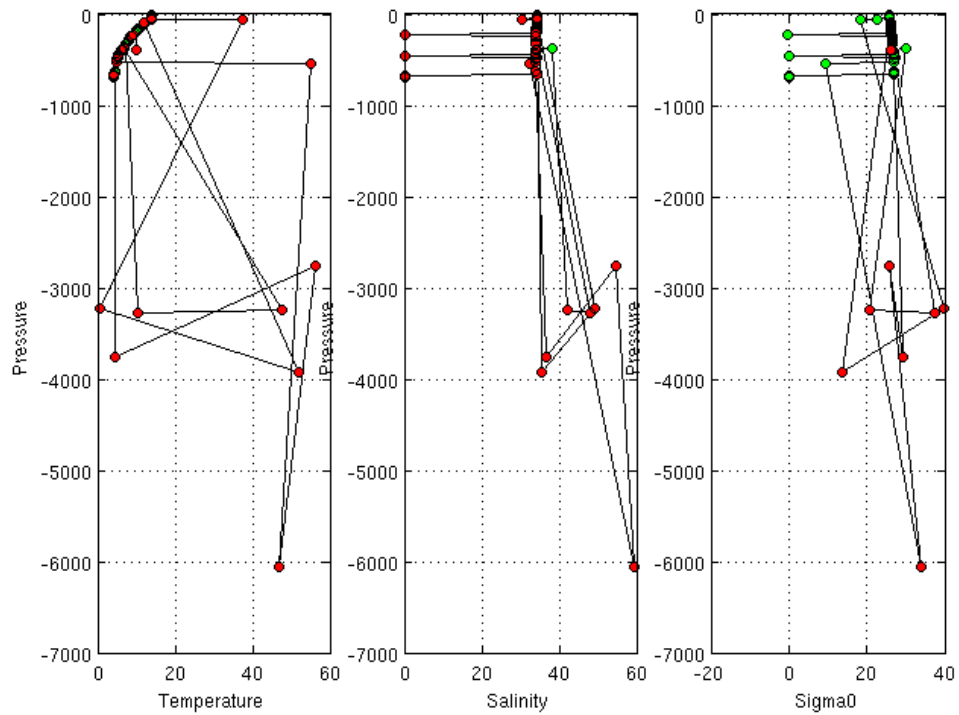 0 0 0
-1000 -1000 -1000
-2000 -2000 -2000
-3000 -3000 -3000
Pressure Pressure Pressure
-4000 -4000 -4000
-5000 -5000 -5000
-6000 -6000 -6000
-7000 -7000 -7000
0 20 40 60 0 20 40 60 -20 0 20 40
Temperature Salinity Sigma0